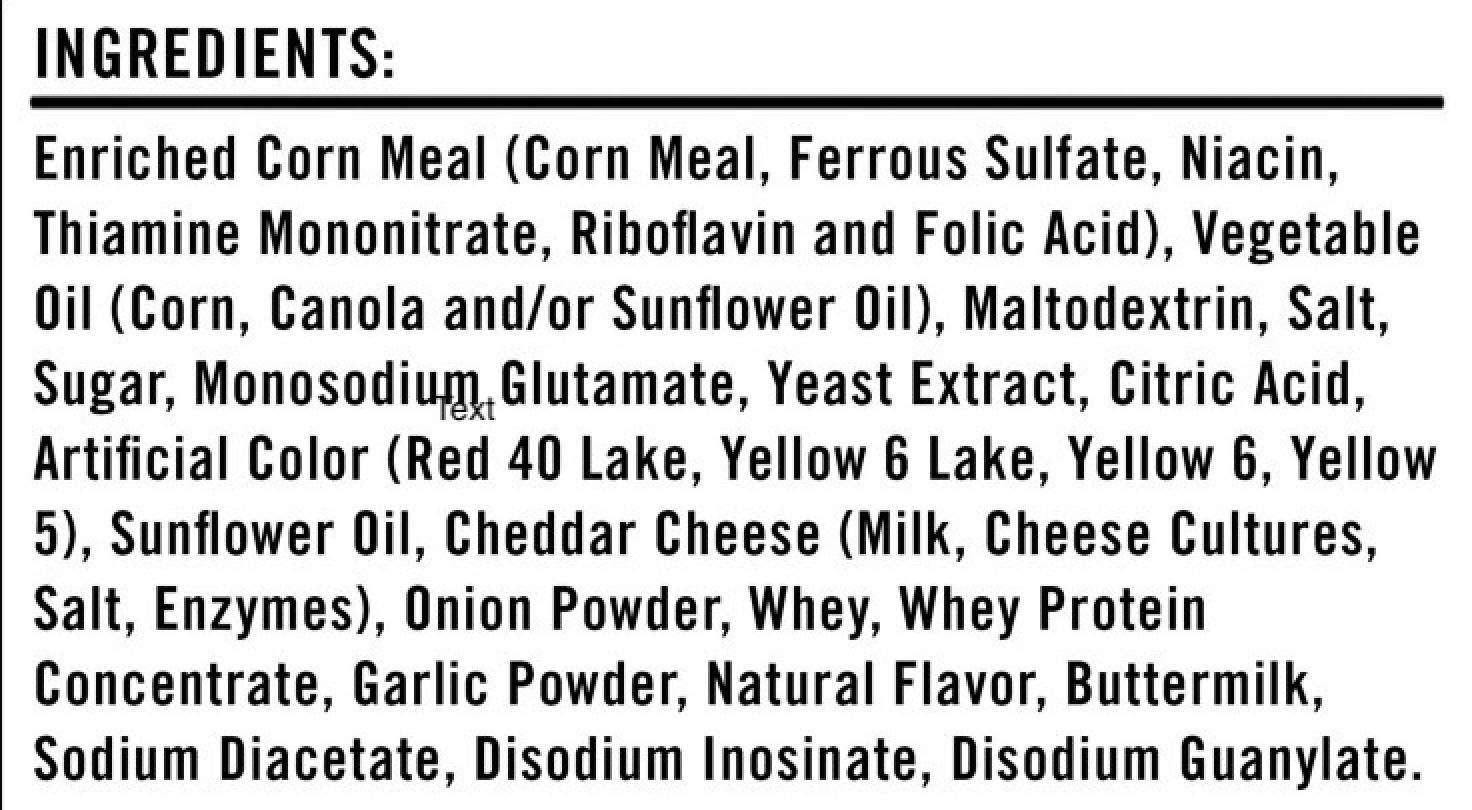 INGREDIENTS:
Enriched Corn Meal (Corn Meal, Ferrous Sulfate, Niacin,
Thiamine Mononitrate, Riboflavin and Folic Acid), Vegetable
Oil (Corn, Canola and/or Sunflower Oil), Maltodextrin, Salt,
Sugar, Monosodium Glutamate, Yeast Extract, Citric Acid,
Text
Artificial Color (Red 40 Lake, Yellow 6 Lake, Yellow 6, Yellow
5), Sunflower Oil, Cheddar Cheese (Milk, Cheese Cultures,
Salt, Enzymes), Onion Powder, Whey, Whey Protein
Concentrate, Garlic Powder, Natural Flavor, Buttermilk,
Sodium Diacetate, Disodium Inosinate, Disodium Guanylate.